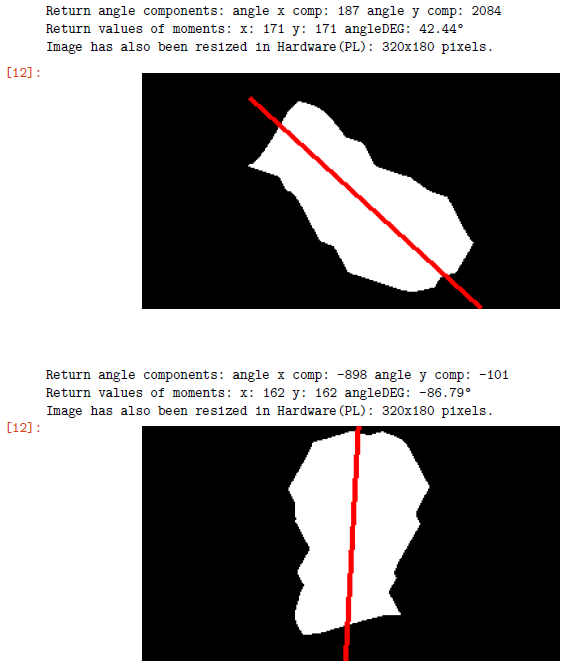 Return angle components: angle x comp: 187 angle y comp: 2084
Return values of moments: x: 171 y: 171 angleDEG: 42.44°
Image has also been resized in Hardware(PL): 320x180 pixels.
[12]:
Return angle components: angle x comp: -898 angle y comp: -101
Return values of moments: x: 162 y: 162 angleDEG: -86.79°
Image has also been resized in Hardware(PL): 320x180 pixels.
[12]: